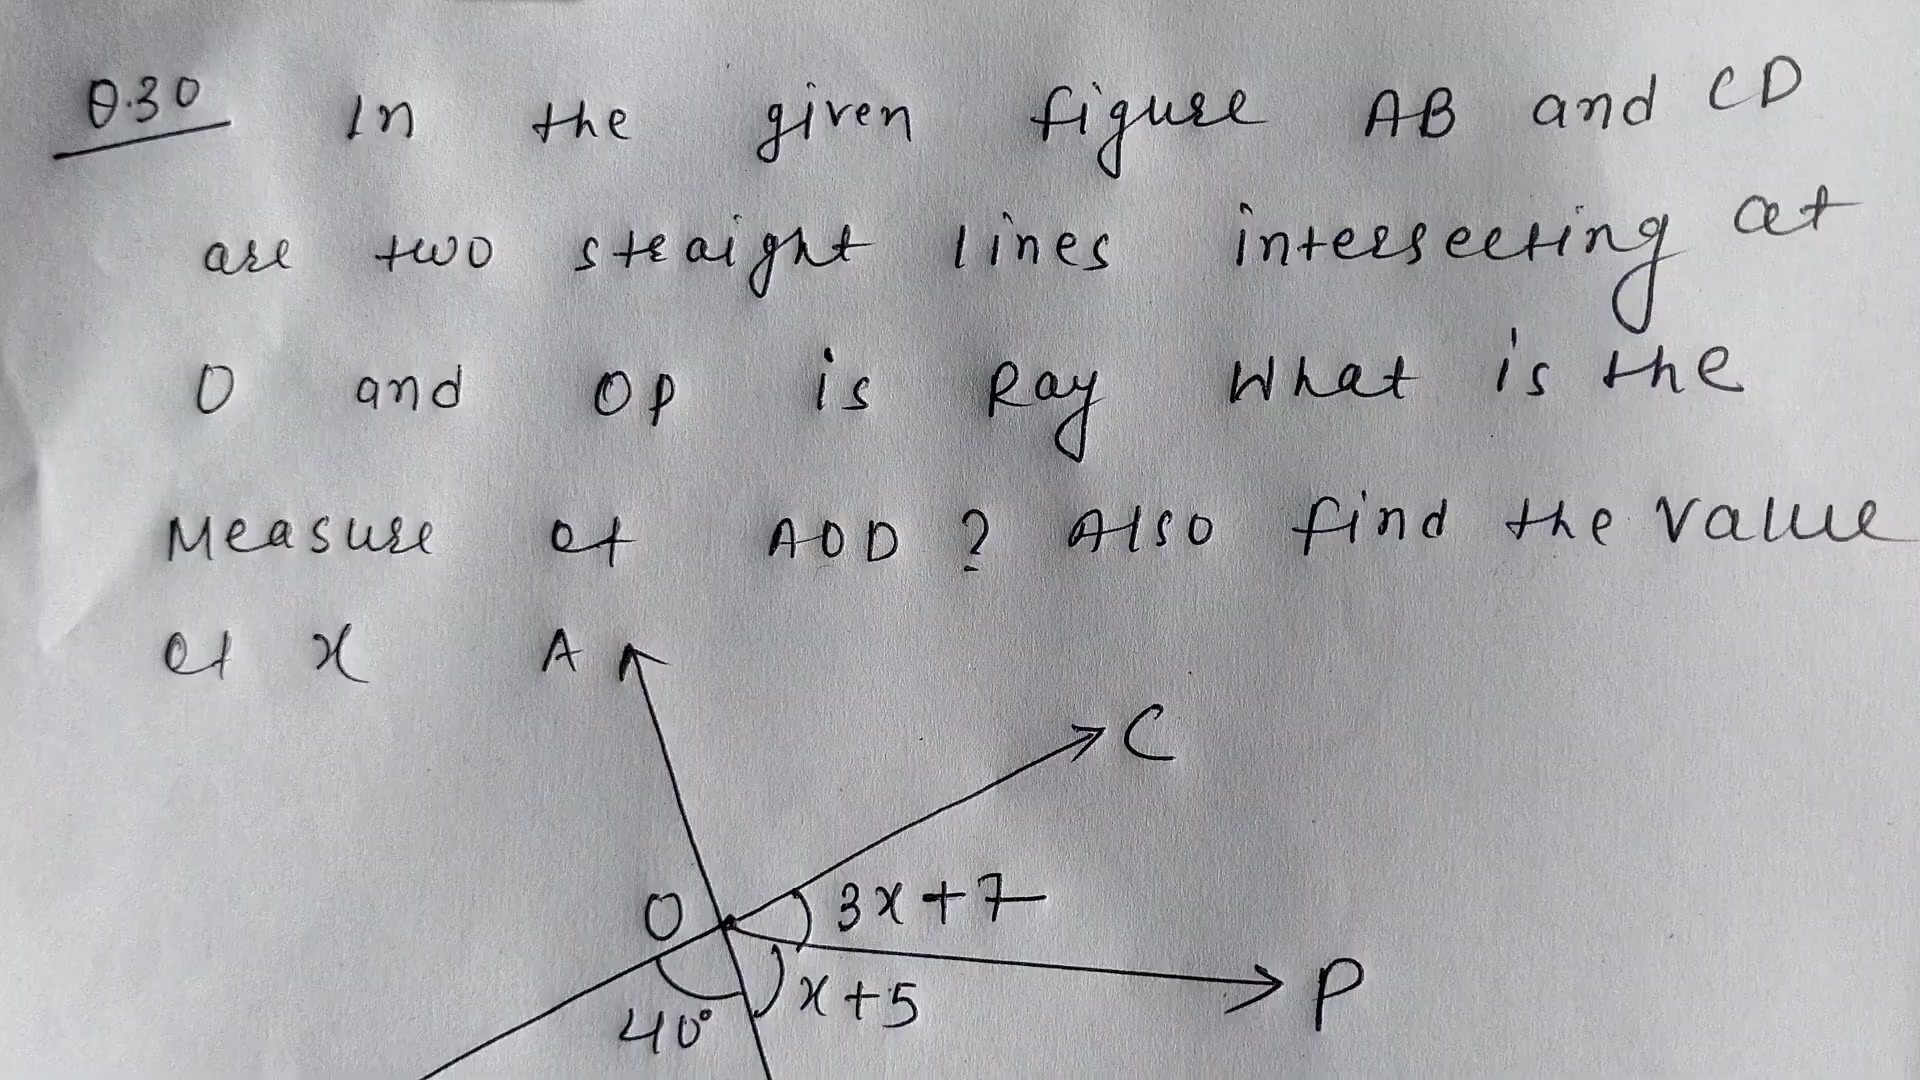 Q.30 In the given figure AB and CD
are two straight lines intersecting at
O and OP is Ray What is the
Measure of AOD ? Also find the value
of x
A
C
O
3x+7
P
x+5
40°